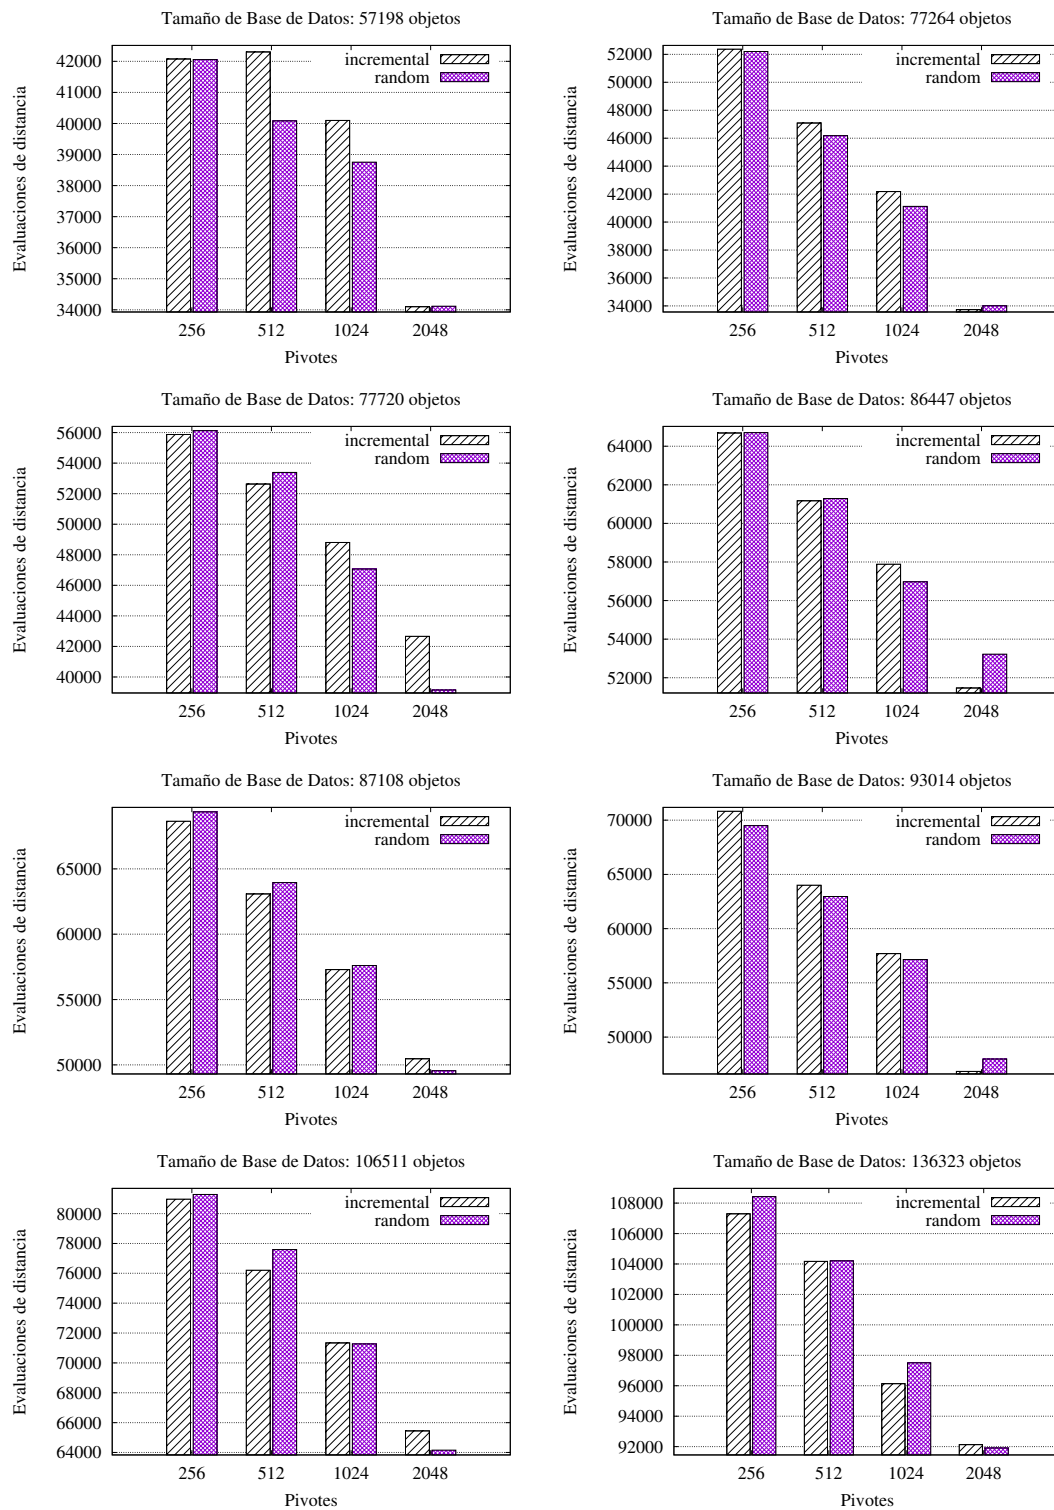 Tamaño de Base de Datos: 57198 objetos
Evaluaciones de distancia
42000
41000
40000
39000
38000
37000
36000
35000
34000
incremental
random
256 512 1024 2048
Pivotes
Tamaño de Base de Datos: 77264 objetos
Evaluaciones de distancia
52000
50000
48000
46000
44000
42000
40000
38000
36000
34000
incremental
random
256 512 1024 2048
Pivotes
Tamaño de Base de Datos: 77720 objetos
Evaluaciones de distancia
56000
54000
52000
50000
48000
46000
44000
42000
40000
incremental
random
256 512 1024 2048
Pivotes
Tamaño de Base de Datos: 86447 objetos
Evaluaciones de distancia
64000
62000
60000
58000
56000
54000
52000
incremental
random
256 512 1024 2048
Pivotes
Tamaño de Base de Datos: 87108 objetos
Evaluaciones de distancia
65000
60000
55000
50000
incremental
random
256 512 1024 2048
Pivotes
Tamaño de Base de Datos: 93014 objetos
Evaluaciones de distancia
70000
65000
60000
55000
50000
incremental
random
256 512 1024 2048
Pivotes
Tamaño de Base de Datos: 106511 objetos
Evaluaciones de distancia
80000
78000
76000
74000
72000
70000
68000
66000
64000
incremental
random
256 512 1024 2048
Pivotes
Tamaño de Base de Datos: 136323 objetos
Evaluaciones de distancia
108000
106000
104000
102000
100000
98000
96000
94000
92000
incremental
random
256 512 1024 2048
Pivotes